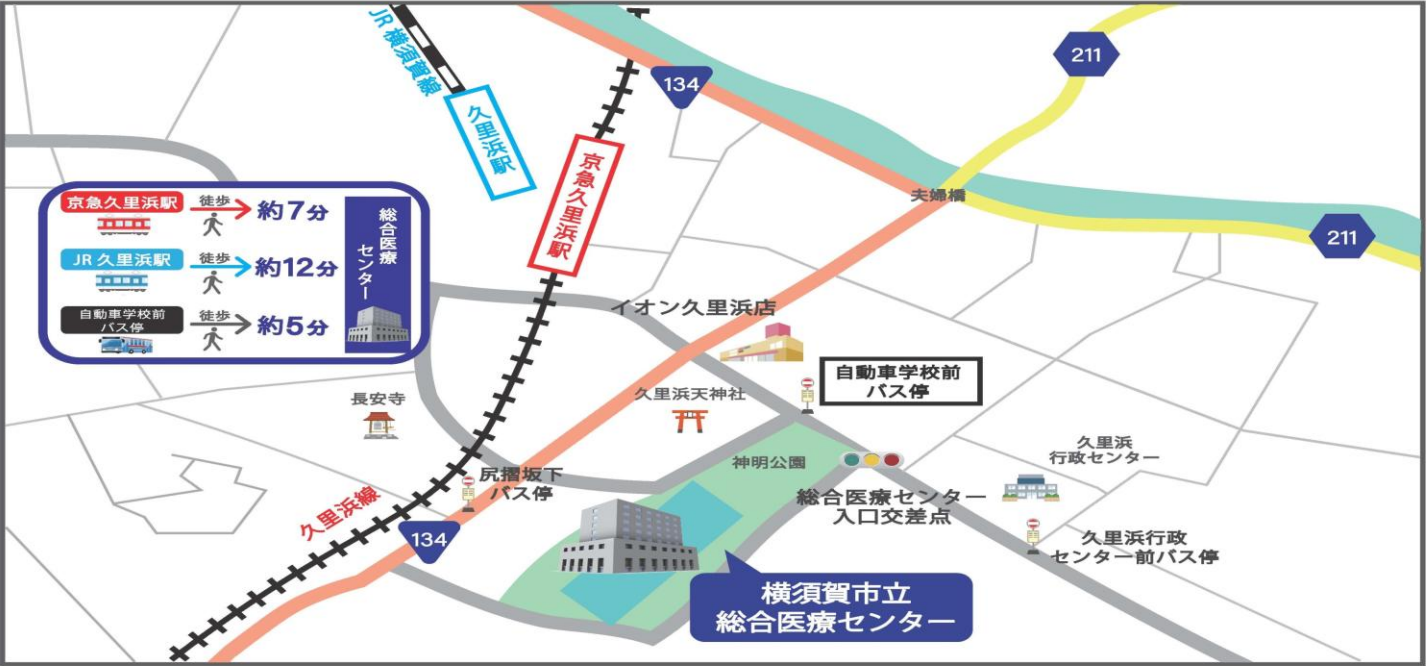 JR 横須賀線
久里浜駅
134
211
京急久里浜駅
夫婦橋
211
京急久里浜駅
徒歩
約7分
JR 久里浜駅
徒歩
約12分
自動車学校前
バス停
徒歩
約5分
総合医療
センター
イオン久里浜店
自動車学校前
バス停
長安寺
久里浜天神社
神明公園
久里浜
行政センター
尻摺坂下
バス停
総合医療センター
入口交差点
久里浜線
134
久里浜行政
センター前バス停
横須賀市立
総合医療センター